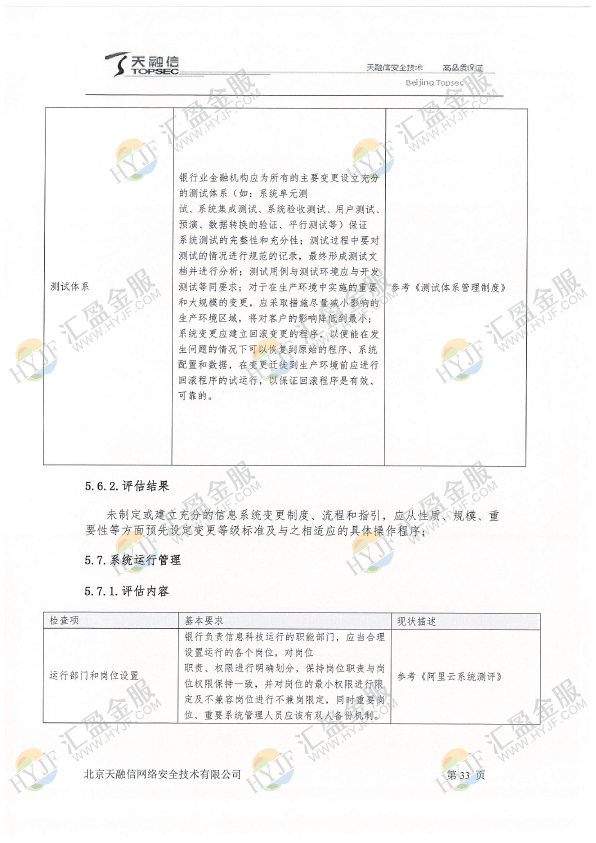 天融信
TOPSEC
天融信安全技术 高品质保证
Beijing Topsec
测试体系
银行业金融机构应为所有的主要变更设立充分
的测试体系（如：系统单元测
试、系统集成测试、系统验收测试、用户测试、
预演、数据转换的验证、平行测试等）保证
系统测试的完整性和充分性；测试过程中要对
测试的情况进行规范的记录，最终形成测试文
档并进行分析；测试用例与测试环境应与开发
测试等同要求；对于在生产环境中实施的重要
和大规模的变更，应采取措施尽量减小影响的
生产环境区域，将对客户的影响降低到最小；
系统变更应建立回滚变更的程序，以便能在发
生问题的情况下可以恢复到原始的程序、系统
配置和数据，在变更迁徙到生产环境前应进行
回滚程序的试运行，以保证回滚程序是有效、
可靠的。
参考《测试体系管理制度》
5.6.2.评估结果
未制定或建立充分的信息系统变更制度、流程和指引，应从性质、规模、重
要性等方面预先设定变更等级标准及与之相适应的具体操作程序；
5.7.系统运行管理
5.7.1.评估内容
检查项 基本要求 现状描述
运行部门和岗位设置
银行负责信息科技运行的职能部门，应当合理
设置运行的各个岗位，对岗位
职责、权限进行明确划分，保持岗位职责与岗
位权限保持一致，并对岗位的最小权限进行限
定及不兼容岗位进行不兼岗限定，同时重要岗
位、重要系统管理人员应该有双人备份机制。
参考《阿里云系统测评》
北京天融信网络安全技术有限公司 第 33 页
汇盈金服
HYJF
WWW.HYJF.COM